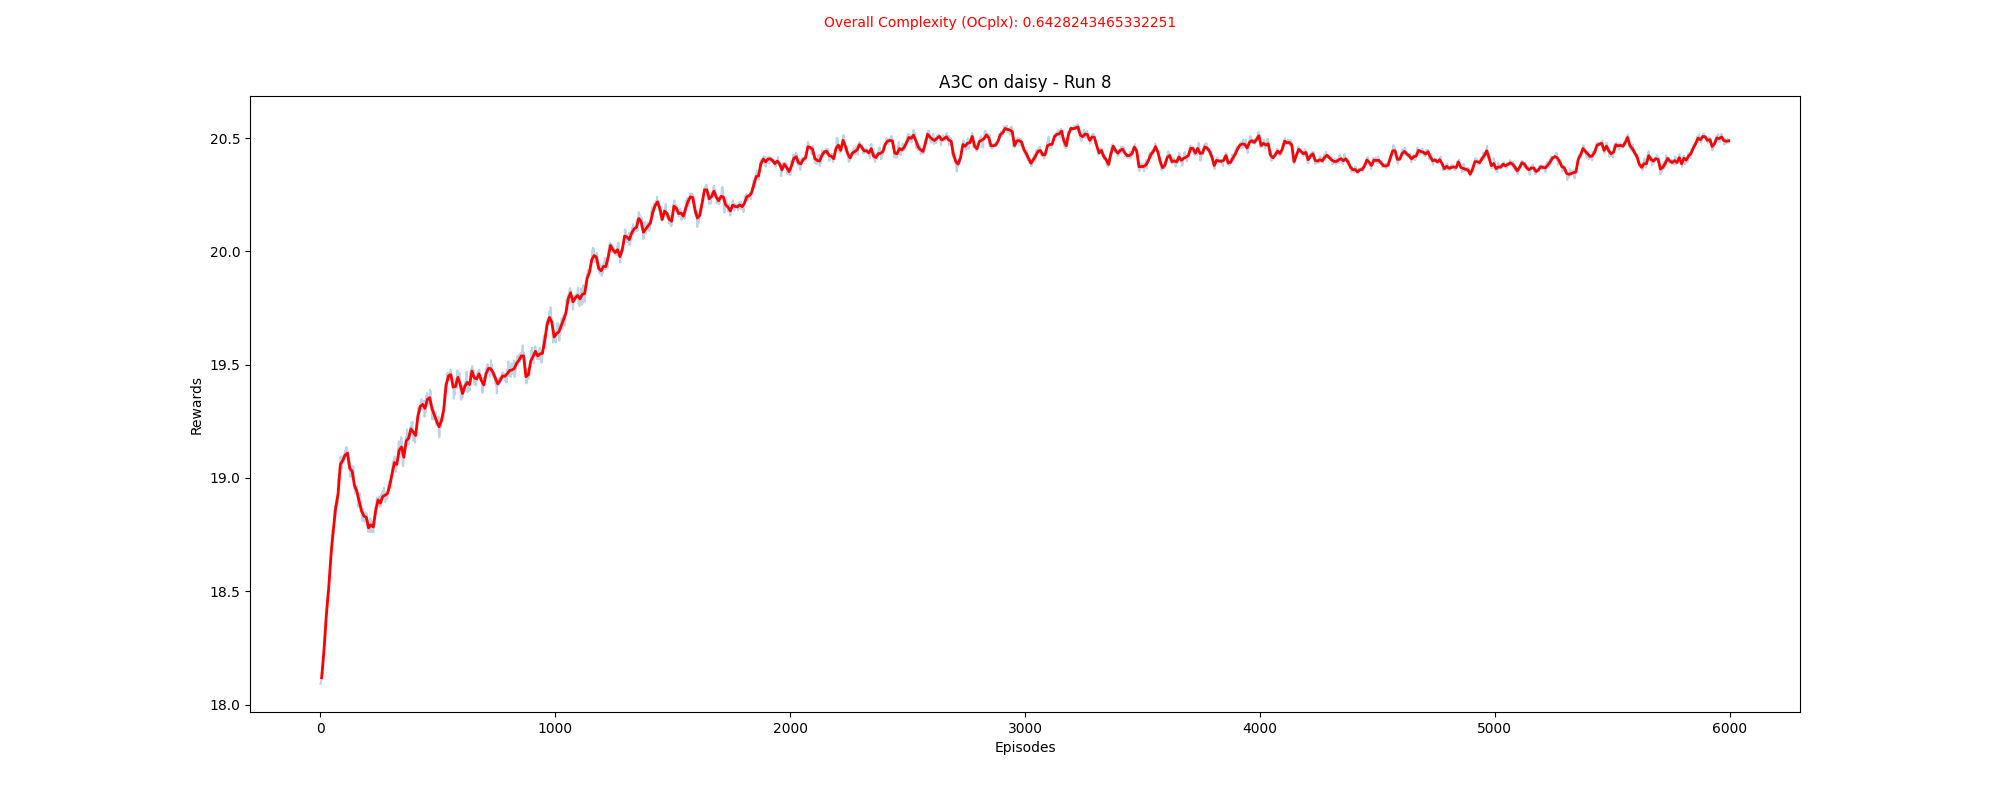 Overall Complexity (OCplx): 0.6428243465332251
A3C on daisy - Run 8
20.5
20.0
19.5
19.0
18.5
18.0
Rewards
0 1000 2000 3000 4000 5000 6000
Episodes